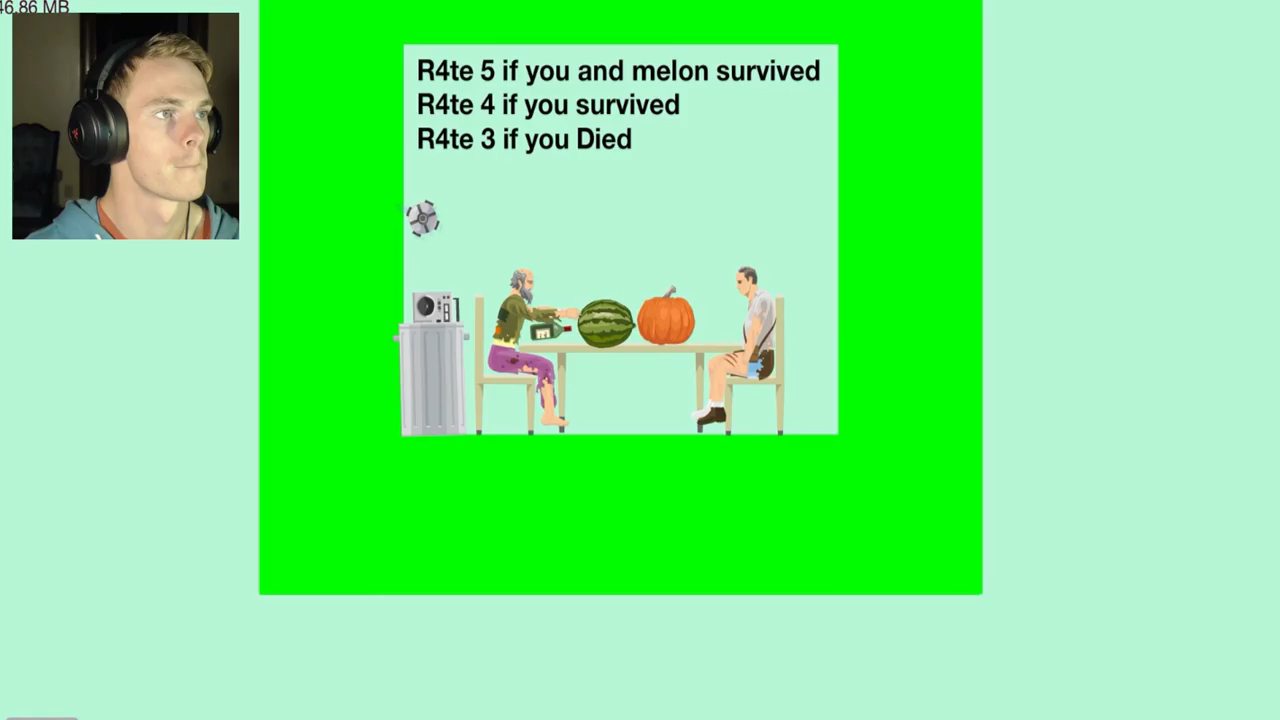 46.86 MB
R4te 5 if you and melon survived
R4te 4 if you survived
R4te 3 if you Died